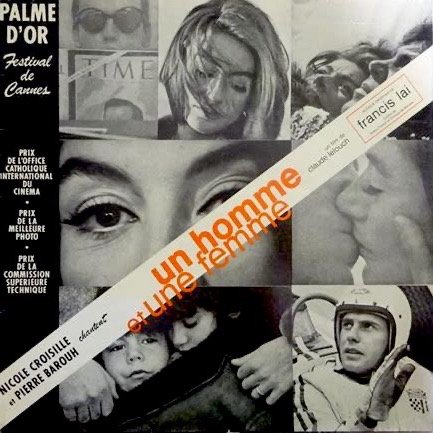 PALME
D'OR
Festival
de
Cannes
PRIX
DE L'OFFICE
CATHOLIQUE
INTERNATIONAL
DU
CINEMA
•
PRIX
DE LA
MEILLEURE
PHOTO
•
PRIX
DE LA
COMMISSION
SUPERIEURE
TECHNIQUE
TIME
francis lai
un film de
claude lelouch
un homme
et une femme
NICOLE CROISILLE
et PIERRE BAROUH
chantent